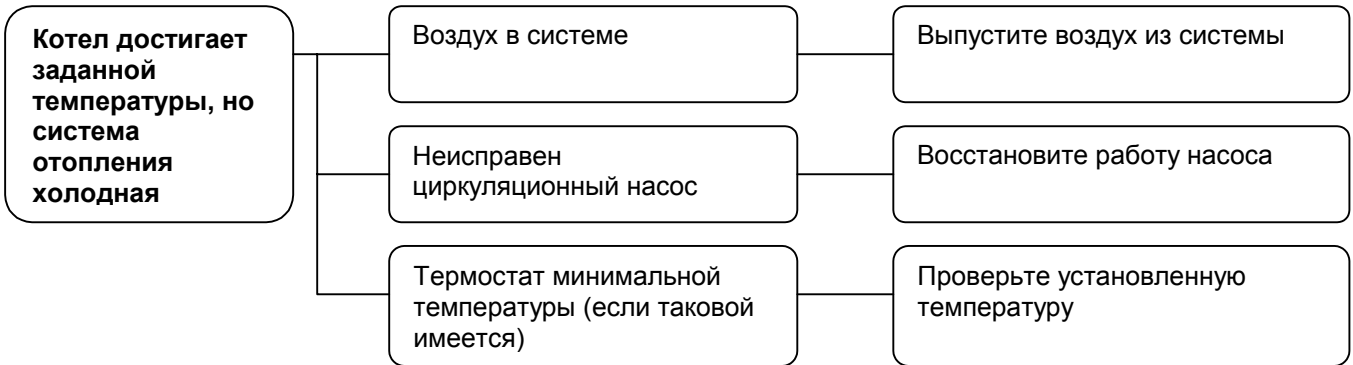 Котел достигает
заданной
температуры, но
система
отопления
холодная
Воздух в системе
Выпустите воздух из системы
Неисправен
циркуляционный насос
Восстановите работу насоса
Термостат минимальной
температуры (если таковой
имеется)
Проверьте установленную
температуру